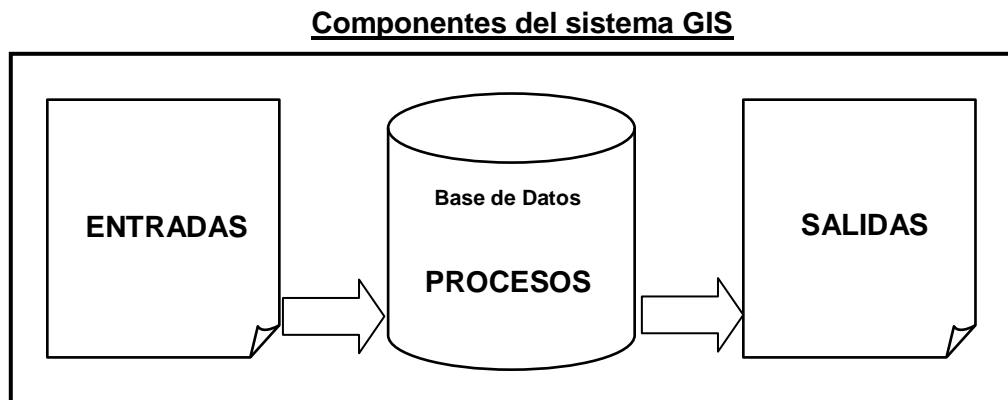 Componentes del sistema GIS
ENTRADAS
Base de Datos
PROCESOS
SALIDAS